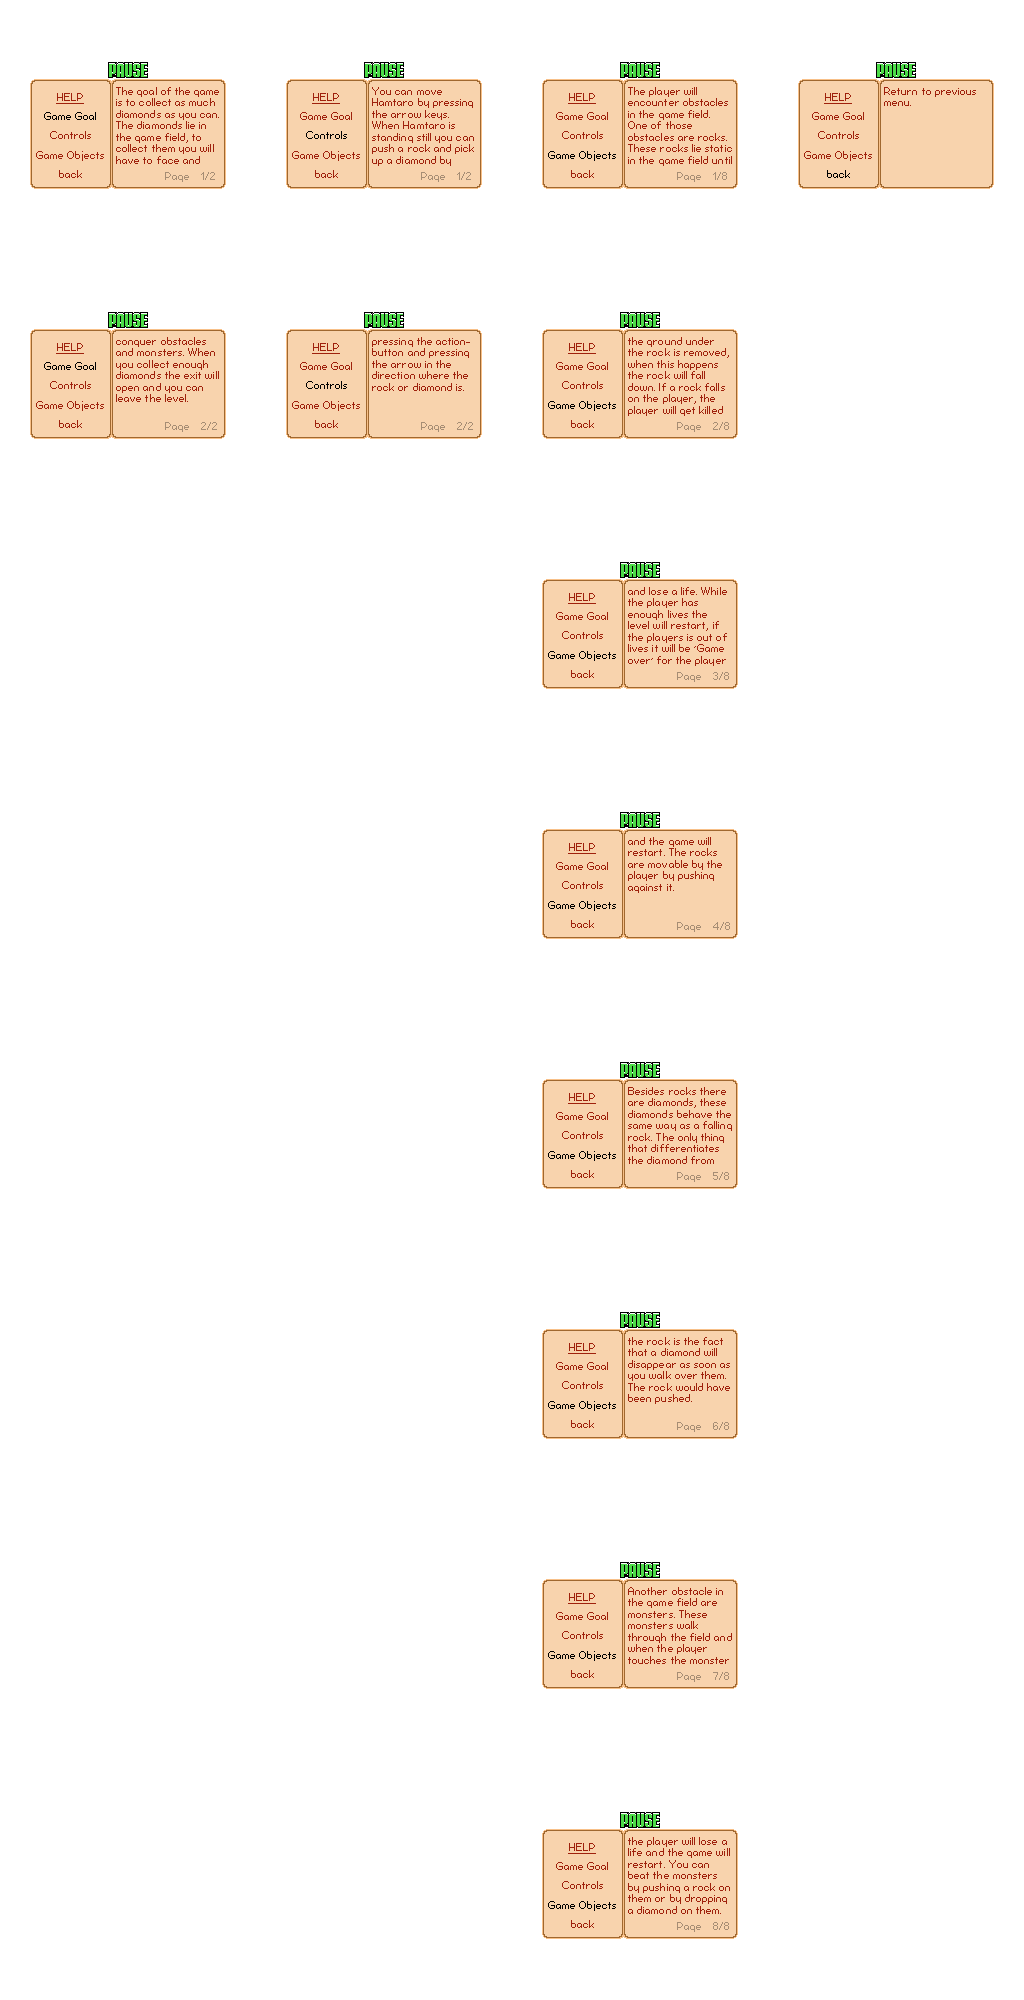 PAUSE
HELP
Game Goal
Controls
Game Objects
back
The goal of the game
is to collect as much
diamonds as you can.
The diamonds lie in
the game field, to
collect them you will
have to face and
Page 1/2
PAUSE
HELP
Game Goal
Controls
Game Objects
back
You can move
Hamtaro by pressing
the arrow keys.
When Hamtaro is
standing still you can
push a rock and pick
up a diamond by
Page 1/2
PAUSE
HELP
Game Goal
Controls
Game Objects
back
The player will
encounter obstacles
in the game field.
One of those
obstacles are rocks.
These rocks lie static
in the game field until
Page 1/8
PAUSE
HELP
Game Goal
Controls
Game Objects
back
Return to previous
menu.
PAUSE
HELP
Game Goal
Controls
Game Objects
back
conquer obstacles
and monsters. When
you collect enough
diamonds the exit will
open and you can
leave the level.
Page 2/2
PAUSE
HELP
Game Goal
Controls
Game Objects
back
pressing the action-
button and pressing
the arrow in the
direction where the
rock or diamond is.
Page 2/2
PAUSE
HELP
Game Goal
Controls
Game Objects
back
the ground under
the rock is removed,
when this happens
the rock will fall
down. If a rock falls
on the player, the
player will get killed
Page 2/8
PAUSE
HELP
Game Goal
Controls
Game Objects
back
and lose a life. While
the player has
enough lives the
level will restart, if
the players is out of
lives it will be 'Game
over' for the player
Page 3/8
PAUSE
HELP
Game Goal
Controls
Game Objects
back
and the game will
restart. The rocks
are movable by the
player by pushing
against it.
Page 4/8
PAUSE
HELP
Game Goal
Controls
Game Objects
back
Besides rocks there
are diamonds, these
diamonds behave the
same way as a falling
rock. The only thing
that differentiates
the diamond from
Page 5/8
PAUSE
HELP
Game Goal
Controls
Game Objects
back
the rock is the fact
that a diamond will
disappear as soon as
you walk over them.
The rock would have
been pushed.
Page 6/8
PAUSE
HELP
Game Goal
Controls
Game Objects
back
Another obstacle in
the game field are
monsters. These
monsters walk
through the field and
when the player
touches the monster
Page 7/8
PAUSE
HELP
Game Goal
Controls
Game Objects
back
the player will lose a
life and the game will
restart. You can
beat the monsters
by pushing a rock on
them or by dropping
a diamond on them.
Page 8/8